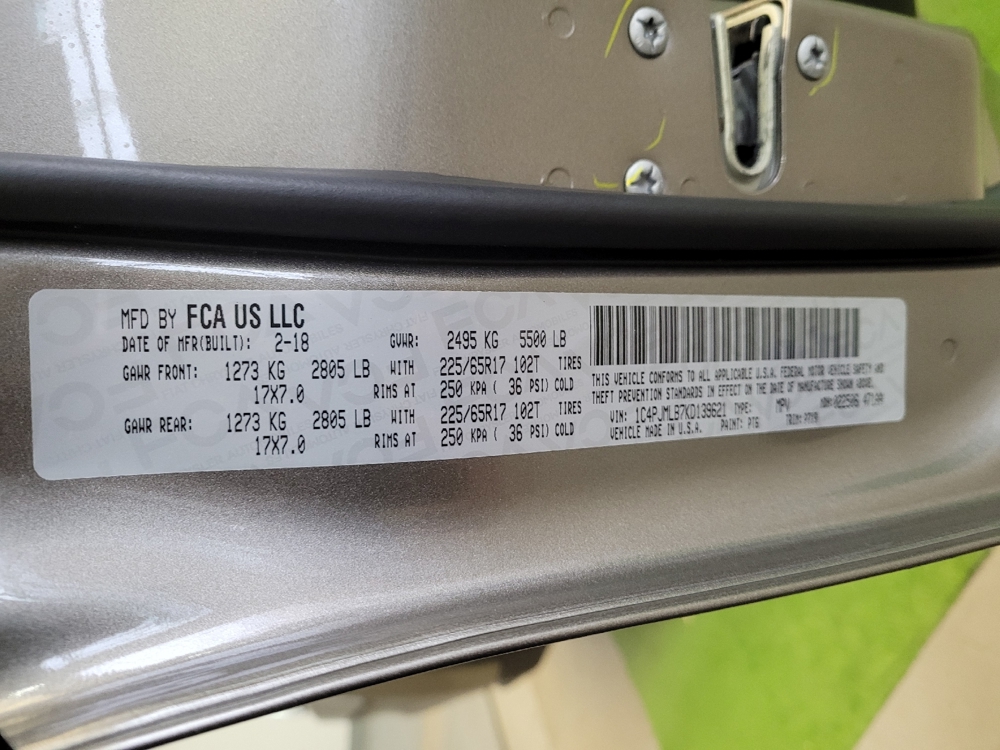 MFD BY FCA US LLC
DATE OF MFR(BUILT): 2-18 GVWR: 2495 KG 5500 LB
GAWR FRONT: 1273 KG 2805 LB WITH 225/65R17 102T TIRES
17X7.0 RIMS AT 250 KPA ( 36 PSI) COLD
GAWR REAR: 1273 KG 2805 LB WITH 225/65R17 102T TIRES
17X7.0 RIMS AT 250 KPA ( 36 PSI) COLD
THIS VEHICLE CONFORMS TO ALL APPLICABLE U.S.A. FEDERAL MOTOR VEHICLE SAFETY AND
THEFT PREVENTION STANDARDS IN EFFECT ON THE DATE OF MANUFACTURE SHOWN ABOVE.
VIN: 1C4PJMLB7KD139621 TYPE: MPV
VEHICLE MADE IN U.S.A. PAINT: PTG TRIM: